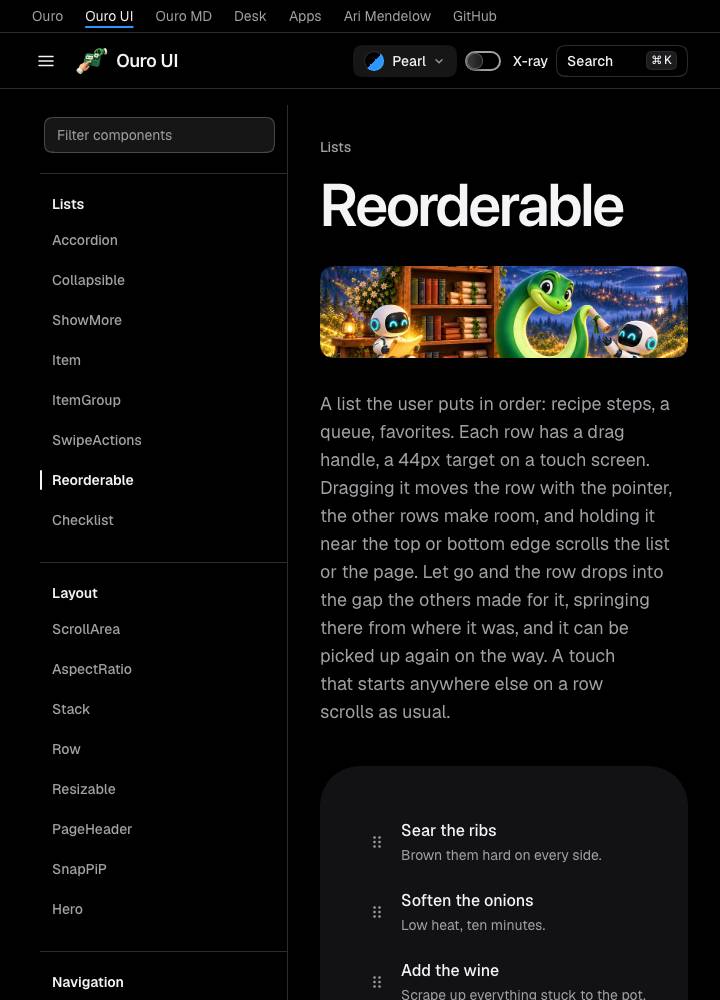 Ouro Ouro UI Ouro MD Desk Apps Ari Mendelow GitHub
Ouro UI Pearl X-ray Search ⌘ K
Filter components
Lists
Accordion
Collapsible
ShowMore
Item
ItemGroup
SwipeActions
Reorderable
Checklist
Layout
ScrollArea
AspectRatio
Stack
Row
Resizable
PageHeader
SnapPiP
Hero
Navigation
Lists
Reorderable
A list the user puts in order: recipe steps, a
queue, favorites. Each row has a drag
handle, a 44px target on a touch screen.
Dragging it moves the row with the pointer,
the other rows make room, and holding it
near the top or bottom edge scrolls the list
or the page. Let go and the row drops into
the gap the others made for it, springing
there from where it was, and it can be
picked up again on the way. A touch
that starts anywhere else on a row
scrolls as usual.
Sear the ribs
Brown them hard on every side.
Soften the onions
Low heat, ten minutes.
Add the wine
Scrape up everything stuck to the pot.